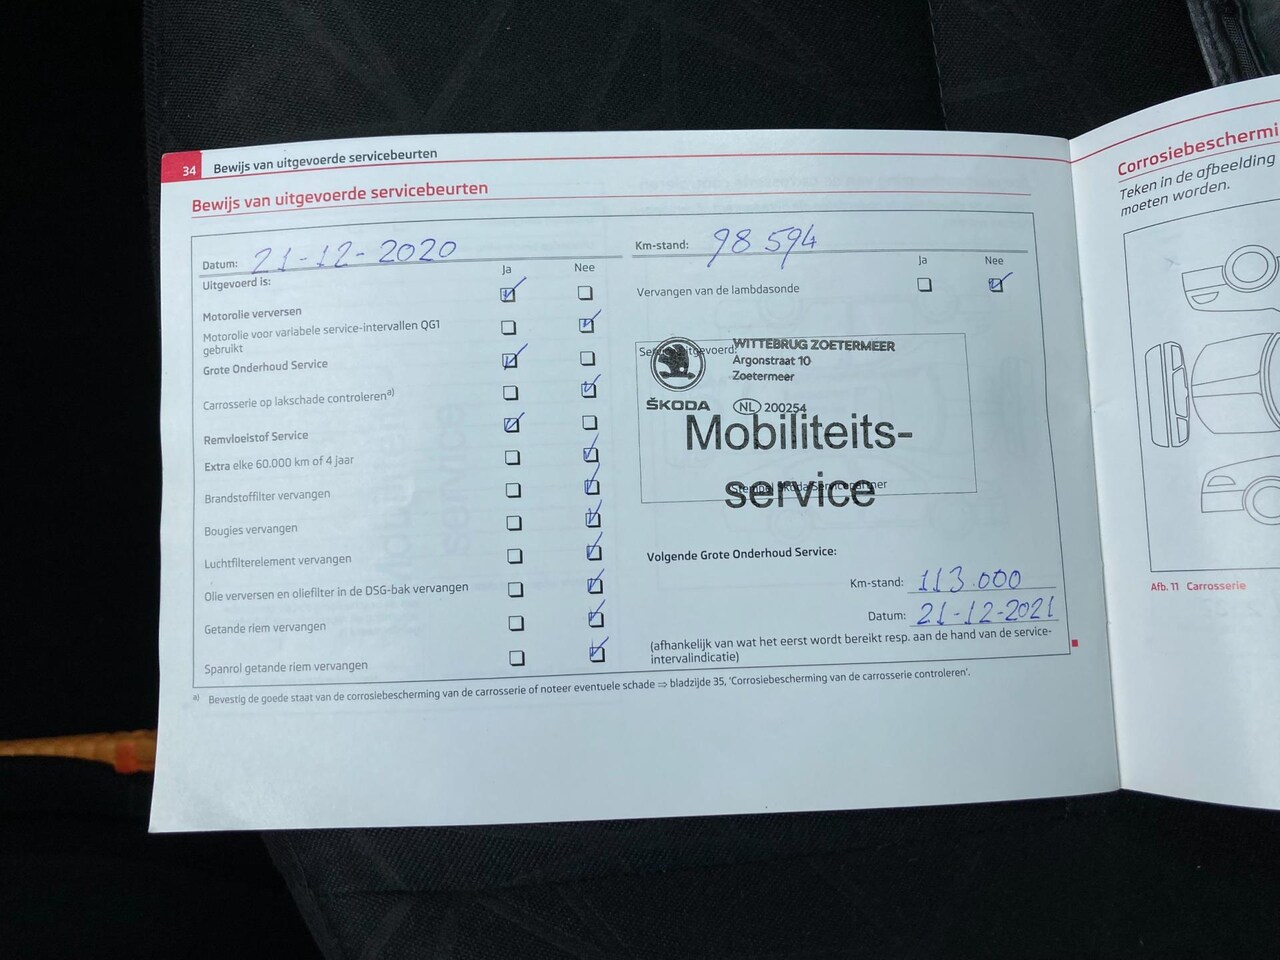 34 Bewijs van uitgevoerde servicebeurten
Bewijs van uitgevoerde servicebeurten
Datum: 21-12-2020
Ja Nee
Uitgevoerd is:
Motorolie verversen
Motorolie voor variabele service-intervallen QG1
gebruikt
Grote Onderhoud Service
Carrosserie op lakschade controleren a)
Remvloeistof Service
Extra elke 60.000 km of 4 jaar
Brandstoffilter vervangen
Bougies vervangen
Luchtfilterelement vervangen
Olie verversen en oliefilter in de DSG-bak vervangen
Getande riem vervangen
Spanrol getande riem vervangen
Km-stand: 98 594
Ja Nee
Vervangen van de lambdasonde
WITTEBRUG ZOETERMEER
Argonstraat 10
Zoetermeer
ŠKODA NL 200254
Mobiliteits-
service
Volgende Grote Onderhoud Service:
Km-stand: 113.000
Datum: 21-12-2021
(afhankelijk van wat het eerst wordt bereikt resp. aan de hand van de service-
intervalindicatie)
a) Bevestig de goede staat van de corrosiebescherming van de carrosserie of noteer eventuele schade ⇒ bladzijde 35, 'Corrosiebescherming van de carrosserie controleren'.
Corrosiebeschermi
Teken in de afbeelding
moeten worden.
Afb. 11 Carrosserie